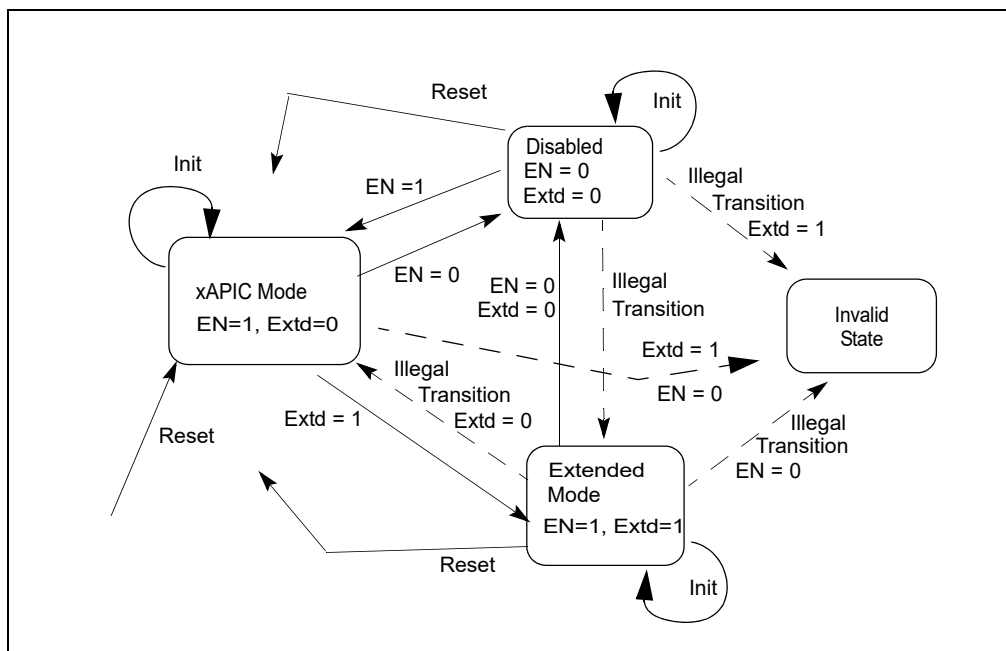 Reset
Init
Disabled
EN = 0
Extd = 0
Illegal
Transition
Extd = 1
Init
EN =1
EN = 0
xAPIC Mode
EN=1, Extd=0
EN = 0
Extd = 0
Illegal
Transition
Invalid
State
Extd = 1
EN = 0
Illegal
Transition
Extd = 0
Extd = 1
Reset
Illegal
Transition
EN = 0
Extended
Mode
EN=1, Extd=1
Reset
Init